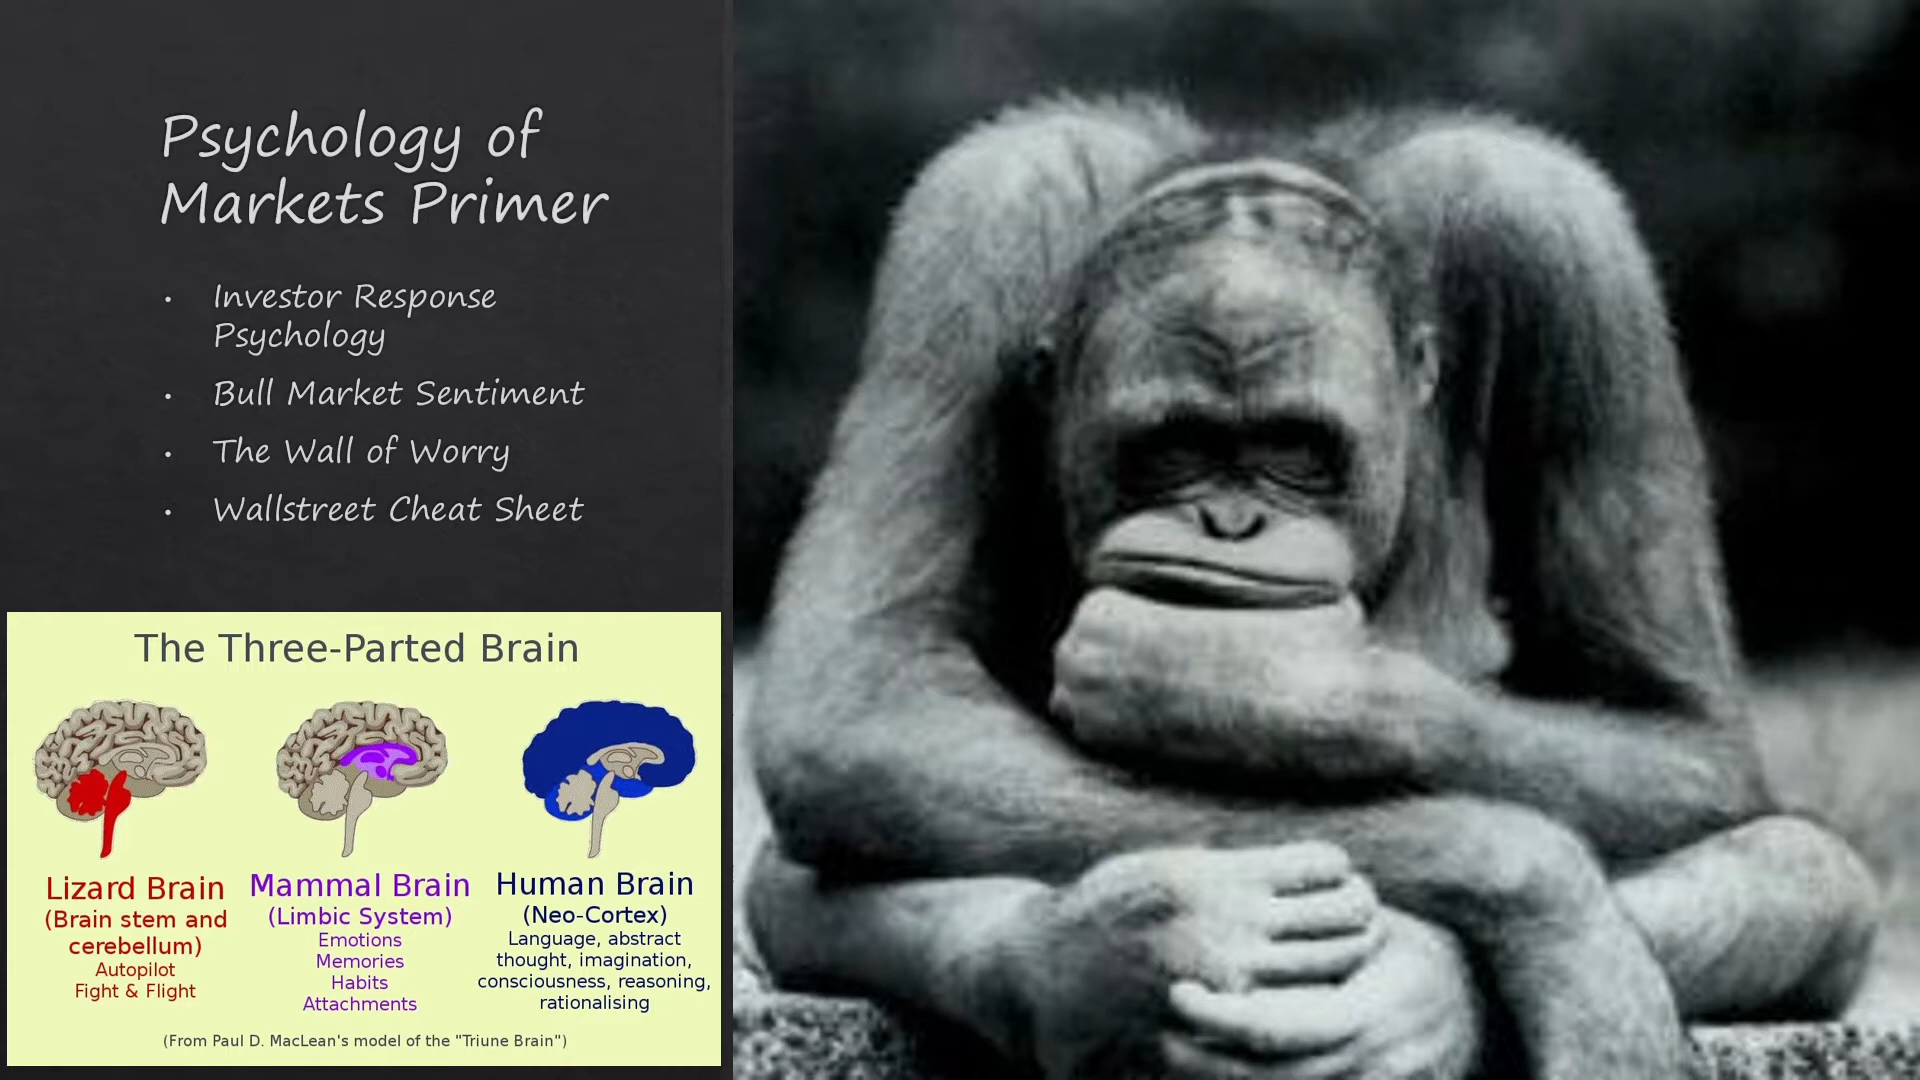 Psychology of
Markets Primer
• Investor Response
Psychology
• Bull Market Sentiment
• The Wall of Worry
• Wallstreet Cheat Sheet
The Three-Parted Brain
Lizard Brain
(Brain stem and
cerebellum)
Autopilot
Fight & Flight
Mammal Brain
(Limbic System)
Emotions
Memories
Habits
Attachments
Human Brain
(Neo-Cortex)
Language, abstract
thought, imagination,
consciousness, reasoning,
rationalising
(From Paul D. MacLean's model of the "Triune Brain")